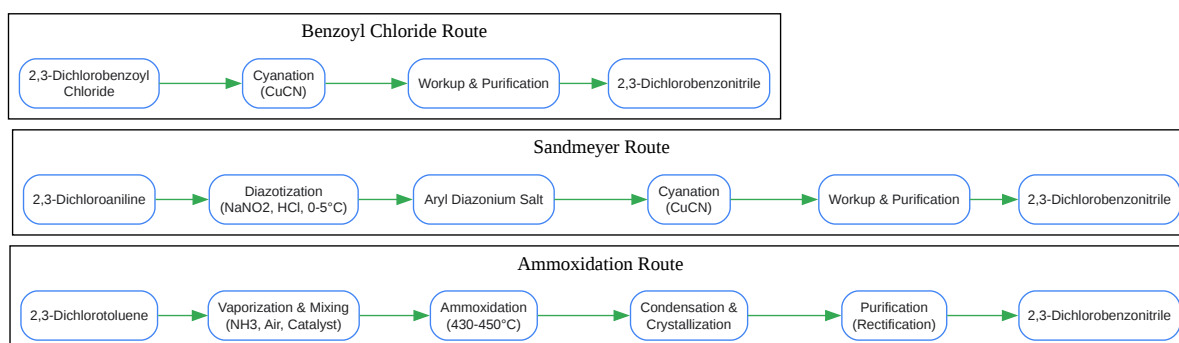 Benzoyl Chloride Route
2,3-Dichlorobenzoyl
Chloride
Cyanation
(CuCN)
Workup & Purification
2,3-Dichlorobenzonitrile
Sandmeyer Route
2,3-Dichloroaniline
Diazotization
(NaNO2, HCl, 0-5°C)
Aryl Diazonium Salt
Cyanation
(CuCN)
Workup & Purification
2,3-Dichlorobenzonitrile
Ammoxidation Route
2,3-Dichlorotoluene
Vaporization & Mixing
(NH3, Air, Catalyst)
Ammoxidation
(430-450°C)
Condensation &
Crystallization
Purification
(Rectification)
2,3-Dichlorobenzonitrile